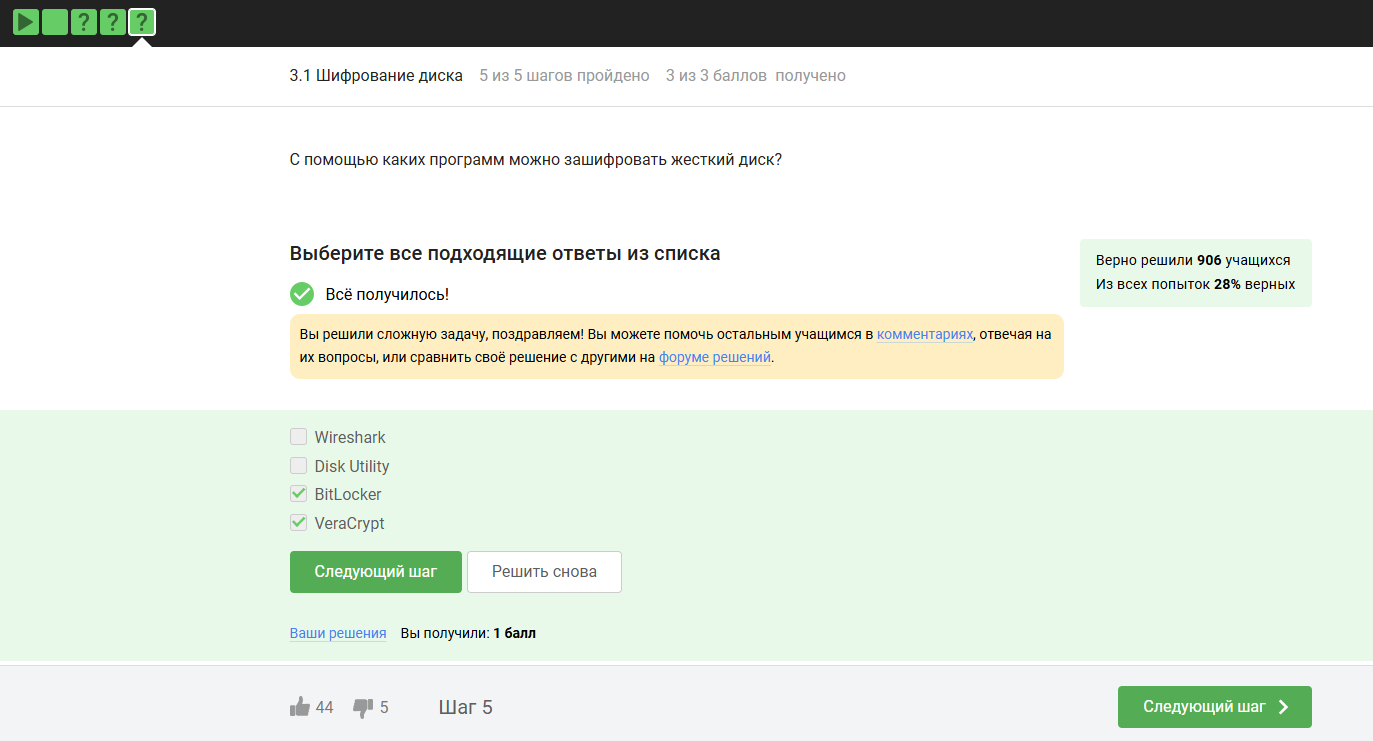 ? ? ?
3.1 Шифрование диска 5 из 5 шагов пройдено 3 из 3 баллов получено
С помощью каких программ можно зашифровать жесткий диск?
Выберите все подходящие ответы из списка
Верно решили 906 учащихся
Из всех попыток 28% верных
Всё получилось!
Вы решили сложную задачу, поздравляем! Вы можете помочь остальным учащимся в комментариях, отвечая на
их вопросы, или сравнить своё решение с другими на форуме решений.
Wireshark
Disk Utility
BitLocker
VeraCrypt
Следующий шаг Решить снова
Ваши решения Вы получили: 1 балл
44 5 Шаг 5 Следующий шаг